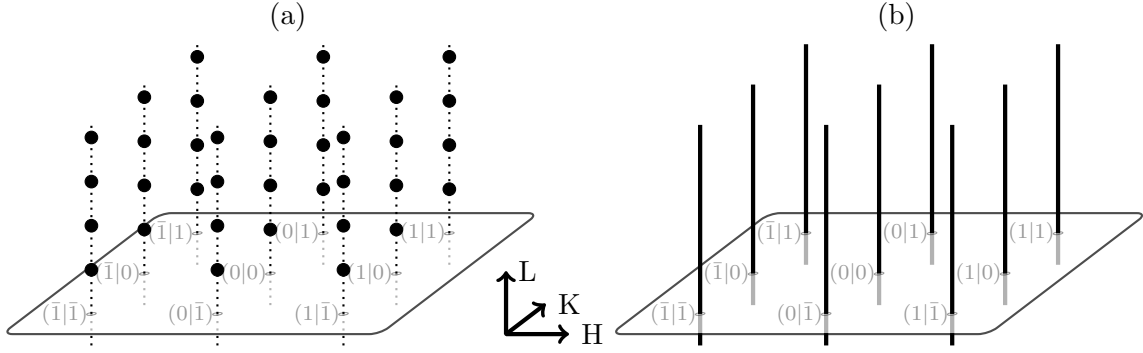 (a) (b)
(1̄|1) (0|1) (1|1) (1̄|1) (0|1) (1|1)
(1̄|0) (0|0) (1|0) L (1̄|0) (0|0) (1|0)
K
(1̄|1̄) (0|1̄) (1|1̄) (1̄|1̄) (0|1̄) (1|1̄)
H